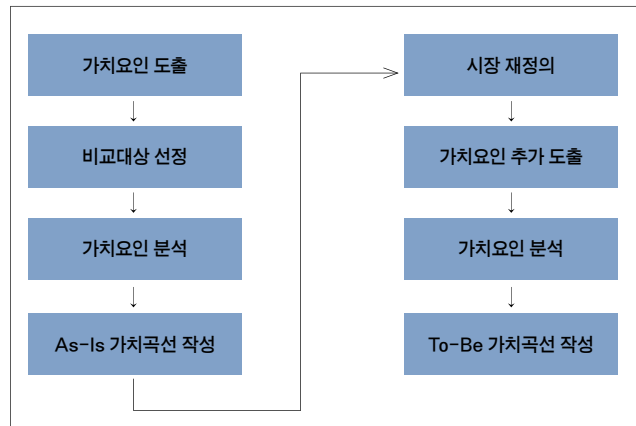 가치요인 도출
비교대상 선정
가치요인 분석
As-Is 가치곡선 작성
시장 재정의
가치요인 추가 도출
가치요인 분석
To-Be 가치곡선 작성